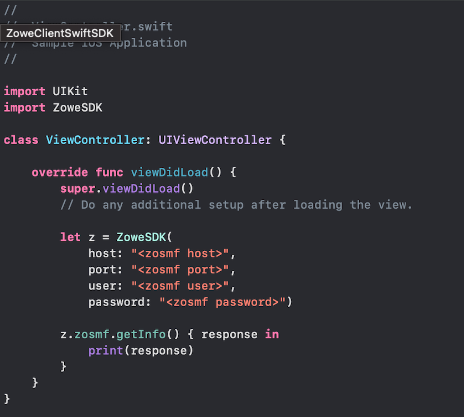 //
ZoweClientSwiftSDK
.swift
// Sample iOS Application
//
import UIKit
import ZoweSDK
class ViewController: UIViewController {
override func viewDidLoad() {
super.viewDidLoad()
// Do any additional setup after loading the view.
let z = ZoweSDK(
host: "<zosmf host>",
port: "<zosmf port>",
user: "<zosmf user>",
password: "<zosmf password>")
z.zosmf.getInfo() { response in
print(response)
}
}
}